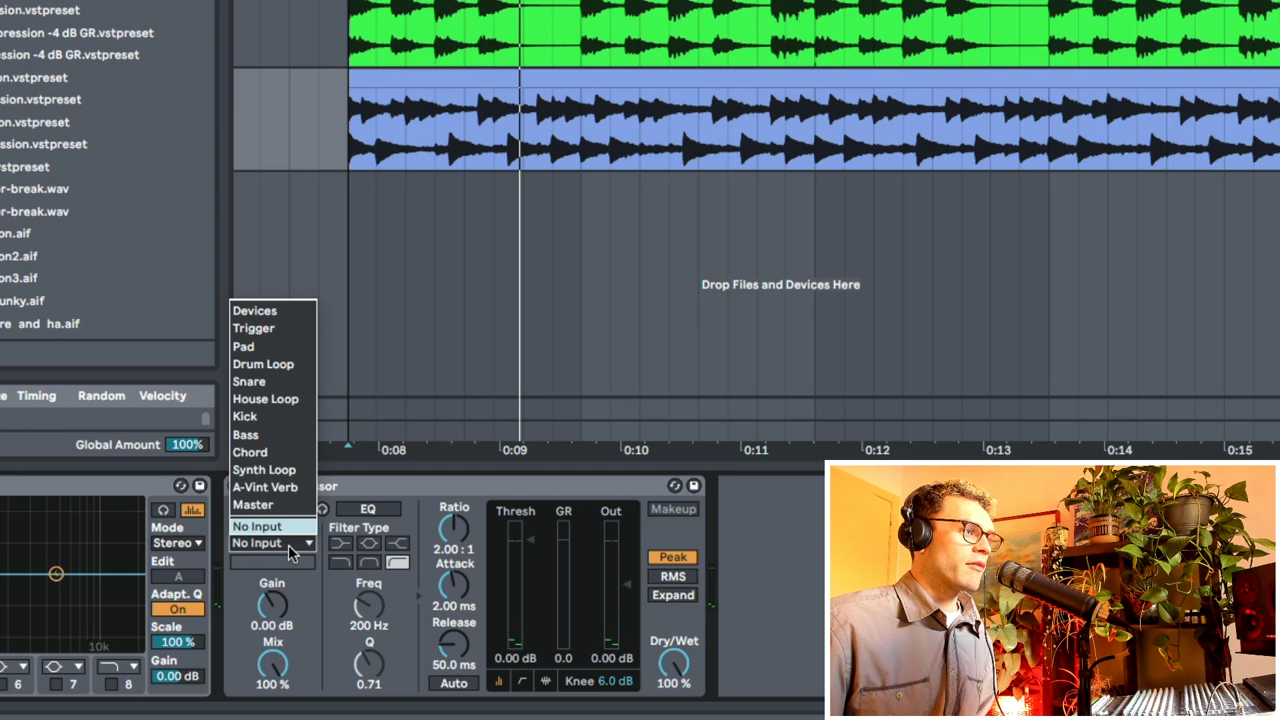 ssion.vstpreset
pression -4 dB GR.vstpreset
ssion -4 dB GR.vstpreset
on.vstpreset
sion.vstpreset
on.vstpreset
ssion.vstpreset
vstpreset
r-break.wav
r-break.wav
on.aif
on2.aif
on3.aif
unky.aif
re and ha.aif
Drop Files and Devices Here
Devices
Trigger
Pad
Drum Loop
Snare
House Loop
Kick
Bass
Chord
Synth Loop
A-Vint Verb
Master
No Input
No Input
Timing Random Velocity
Global Amount 100%
0:08 0:09 0:10 0:11 0:12 0:13 0:14 0:15
10k
6 7 8
Mode
Stereo
Edit
A
Adapt. Q
On
Scale
100 %
Gain
0.00 dB
ssor
EQ
Filter Type
Gain
0.00 dB
Mix
100 %
Freq
200 Hz
Q
0.71
Ratio
2.00 : 1
Attack
2.00 ms
Release
50.0 ms
Auto
Thresh GR Out
0.00 dB 0.0 0.00 dB
Knee 6.0 dB
Makeup
Peak
RMS
Expand
Dry/Wet
100 %